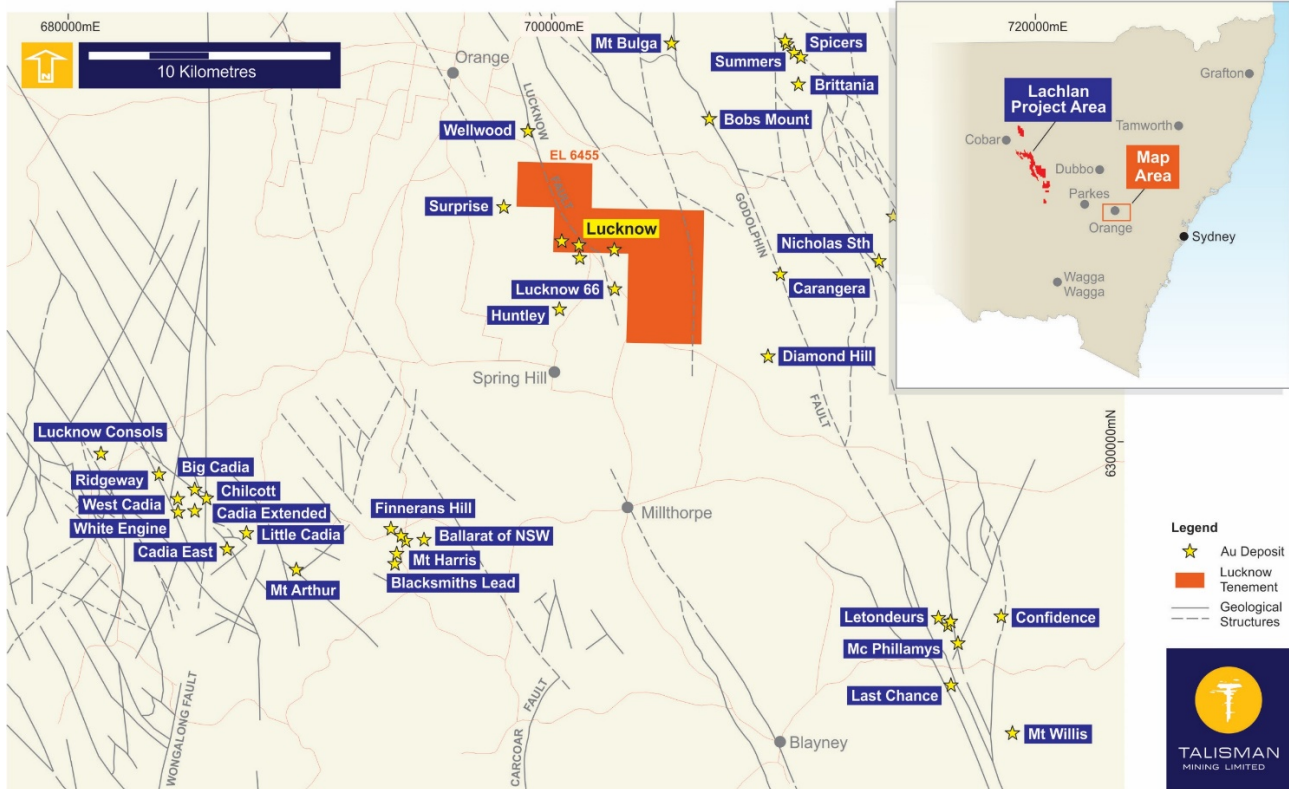 680000mE
700000mE
720000mE
N
10 Kilometres
Orange
Mt Bulga
Spicers
Summers
Brittania
Bobs Mount
Wellwood
LUCKNOW
FAULT
EL 6455
Surprise
Lucknow
Lucknow 66
Huntley
GODOLPHIN
FAULT
Nicholas Sth
Carangera
Diamond Hill
Spring Hill
6300000mN
Lucknow Consols
Ridgeway
Big Cadia
Chilcott
West Cadia
Cadia Extended
White Engine
Little Cadia
Cadia East
Mt Arthur
Finnerans Hill
Ballarat of NSW
Mt Harris
Blacksmiths Lead
Millthorpe
Letondeurs
Confidence
Mc Phillamys
Last Chance
Mt Willis
Blayney
WONGALONG FAULT
CARCOAR
FAULT
Lachlan
Project Area
Grafton
Cobar
Tamworth
Dubbo
Map
Area
Parkes
Orange
Sydney
Wagga
Wagga
Legend
Au Deposit
Lucknow
Tenement
Geological
Structures
TALISMAN
MINING LIMITED